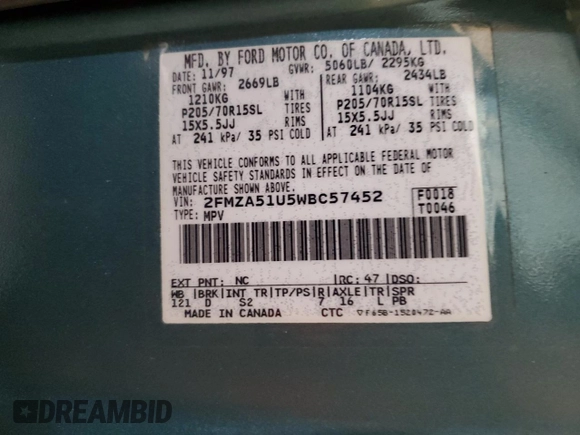 MFD. BY FORD MOTOR CO. OF CANADA, LTD.
DATE: 11/97 GVWR: 5060LB/ 2295KG
FRONT GAWR: 2669LB REAR GAWR: 2434LB
1210KG WITH 1104KG WITH
P205/70R15SL TIRES P205/70R15SL TIRES
15X5.5JJ RIMS 15X5.5JJ RIMS
AT 241 kPa/ 35 PSI COLD AT 241 kPa/ 35 PSI COLD
THIS VEHICLE CONFORMS TO ALL APPLICABLE FEDERAL MOTOR
VEHICLE SAFETY STANDARDS IN EFFECT ON THE DATE OF
MANUFACTURE SHOWN ABOVE.
VIN: 2FMZA51U5WBC57452 F0018
TYPE: MPV T0046
EXT PNT: NC RC: 47 DSO:
WB BRK INT TR TP/PS R AXLE TR SPR
121 D S2 7 16 L PB
MADE IN CANADA CTC ▽F65B-1520472-AA
DREAMBID